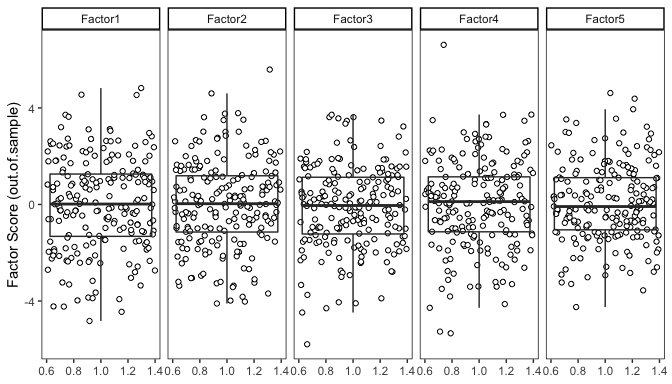 Factor1 Factor2 Factor3 Factor4 Factor5
Factor Score (out.of.sample)
4
0
-4
0.6 0.8 1.0 1.2 1.4 0.6 0.8 1.0 1.2 1.4 0.6 0.8 1.0 1.2 1.4 0.6 0.8 1.0 1.2 1.4 0.6 0.8 1.0 1.2 1.4